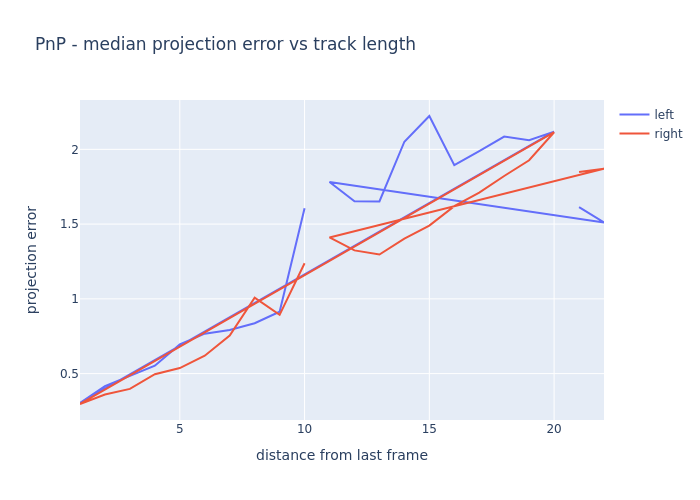 PnP - median projection error vs track length
left
right
2
1.5
1
0.5
projection error
5
10
15
20
distance from last frame